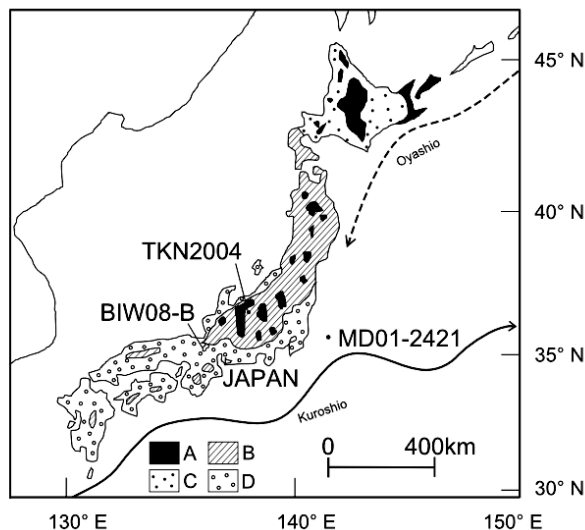 45° N
Oyashio
40° N
TKN2004
BIW08-B
MD01-2421
35° N
JAPAN
Kuroshio
A B
C D
0 400km
30° N
130° E 140° E 150° E